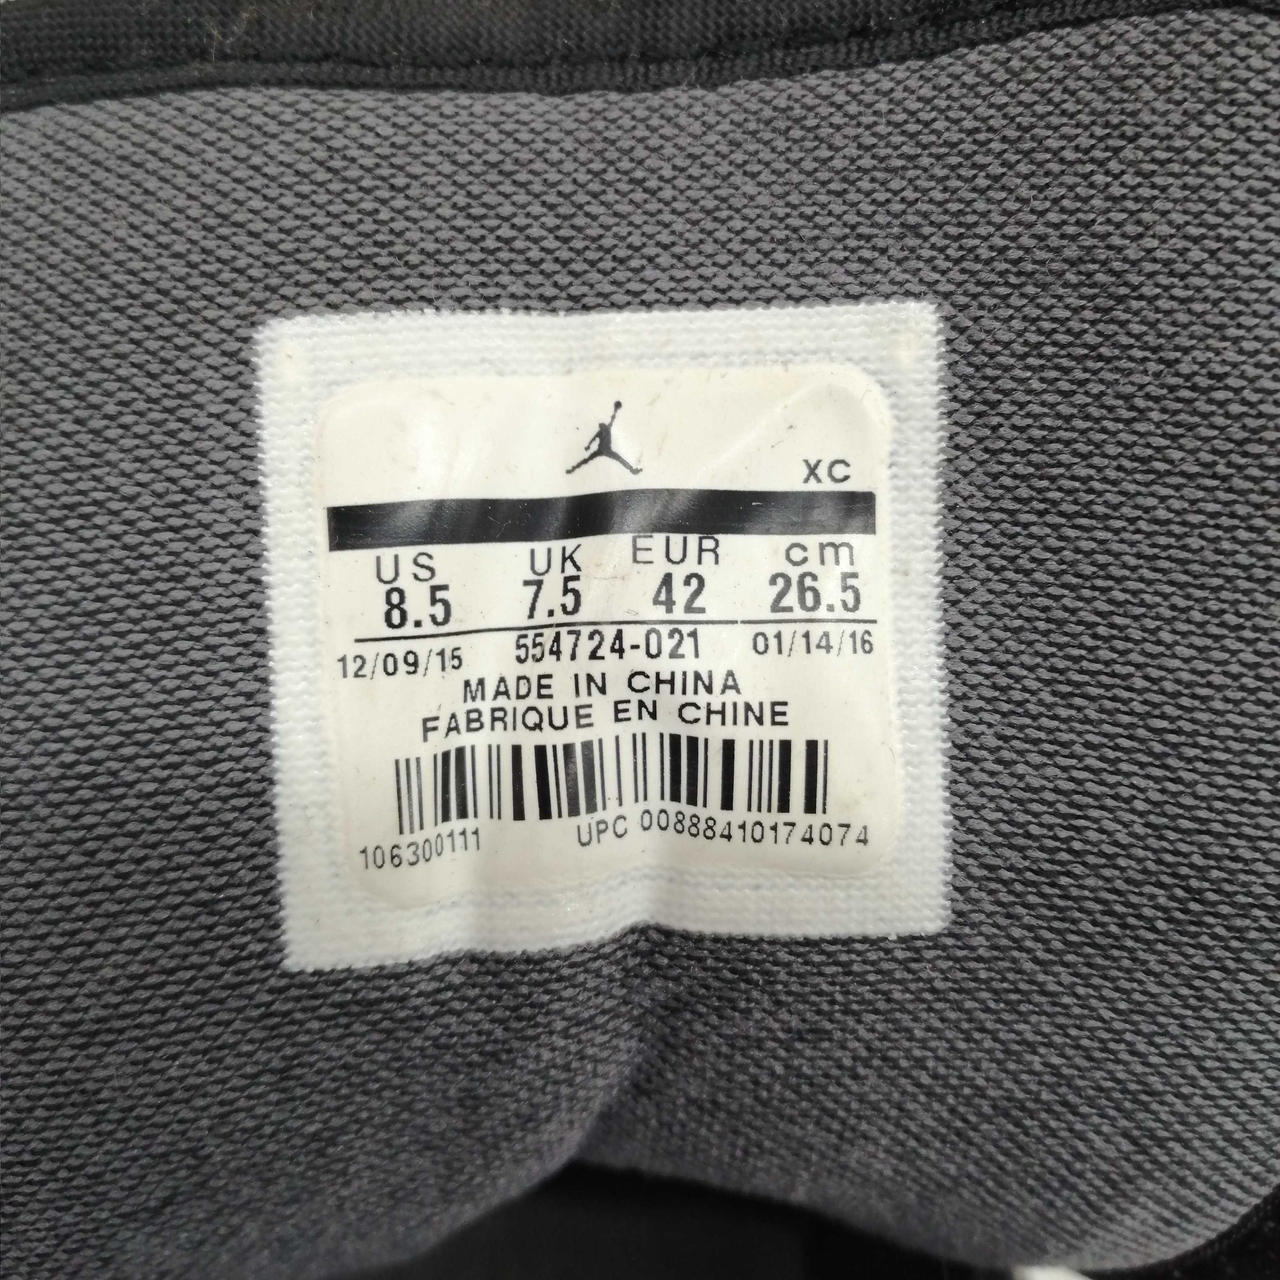 XC
US UK EUR cm
8.5 7.5 42 26.5
12/09/15 554724-021 01/14/16
MADE IN CHINA
FABRIQUE EN CHINE
106300111 UPC 00888410174074